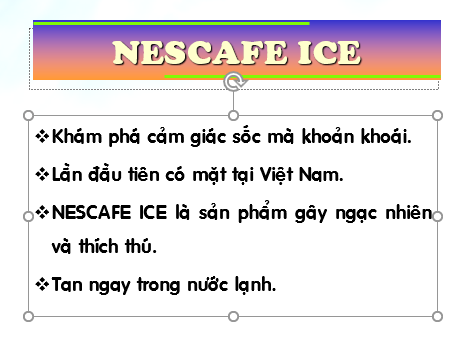 NESCAFE ICE
❖Khám phá cảm giác sốc mà khoản khoái.
❖Lần đầu tiên có mặt tại Việt Nam.
❖NESCAFE ICE là sản phẩm gây ngạc nhiên
và thích thú.
❖Tan ngay trong nước lạnh.